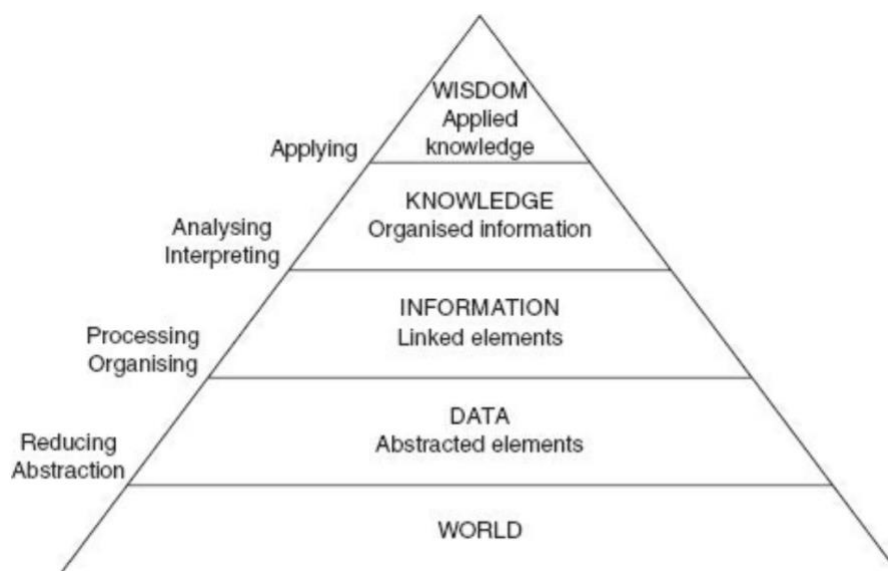 WISDOM
Applied
knowledge
Applying
KNOWLEDGE
Organised information
Analysing
Interpreting
INFORMATION
Linked elements
Processing
Organising
DATA
Abstracted elements
Reducing
Abstraction
WORLD